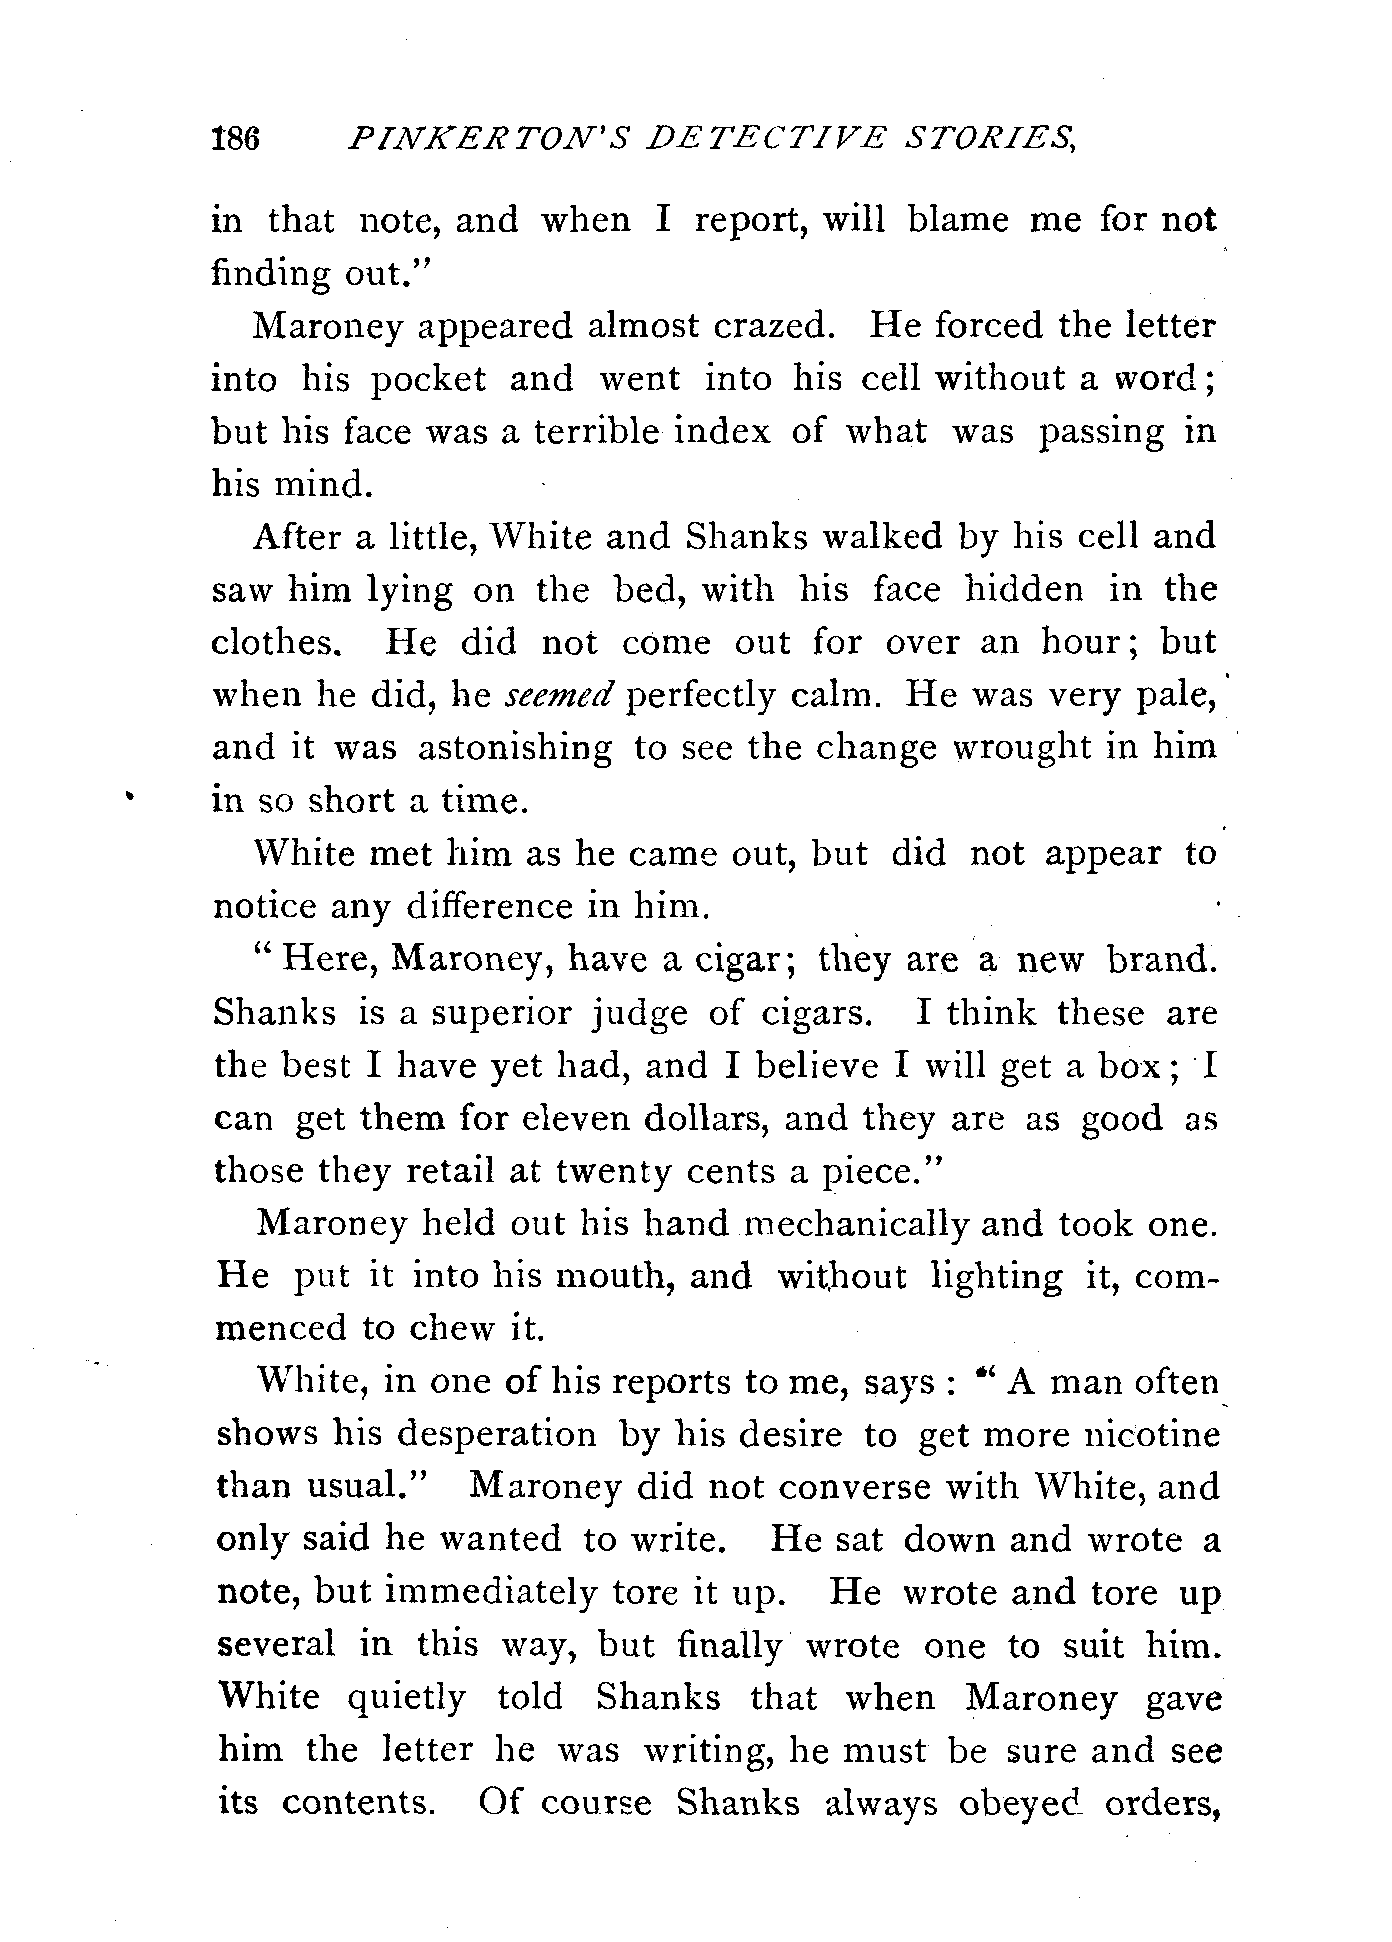 186 PINKERTON'S DETECTIVE STORIES,
in that note, and when I report, will blame me for not
finding out."
Maroney appeared almost crazed. He forced the letter
into his pocket and went into his cell without a word;
but his face was a terrible index of what was passing in
his mind.
After a little, White and Shanks walked by his cell and
saw him lying on the bed, with his face hidden in the
clothes. He did not come out for over an hour; but
when he did, he seemed perfectly calm. He was very pale,
and it was astonishing to see the change wrought in him
in so short a time.
White met him as he came out, but did not appear to
notice any difference in him.
"Here, Maroney, have a cigar; they are a new brand.
Shanks is a superior judge of cigars. I think these are
the best I have yet had, and I believe I will get a box; I
can get them for eleven dollars, and they are as good as
those they retail at twenty cents a piece."
Maroney held out his hand mechanically and took one.
He put it into his mouth, and without lighting it, com-
menced to chew it.
White, in one of his reports to me, says: "A man often
shows his desperation by his desire to get more nicotine
than usual." Maroney did not converse with White, and
only said he wanted to write. He sat down and wrote a
note, but immediately tore it up. He wrote and tore up
several in this way, but finally wrote one to suit him.
White quietly told Shanks that when Maroney gave
him the letter he was writing, he must be sure and see
its contents. Of course Shanks always obeyed orders,